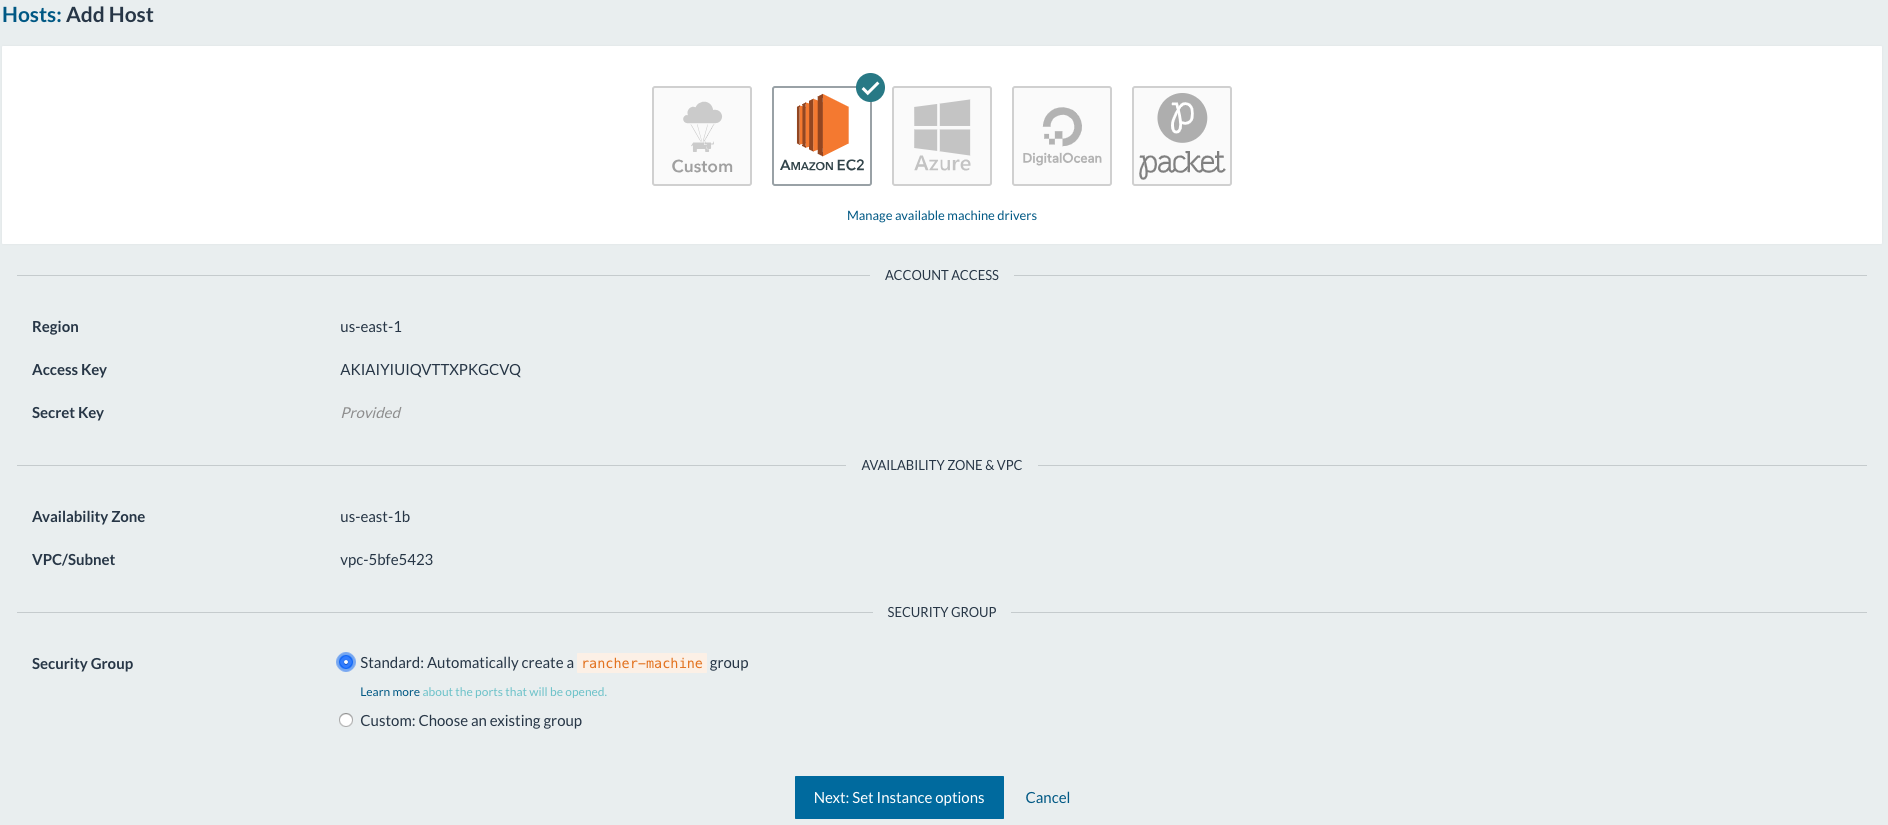 Hosts: Add Host
Custom
AMAZON EC2
Azure
DigitalOcean
packet
Manage available machine drivers
ACCOUNT ACCESS
Region us-east-1
Access Key AKIAIYIUIQVTTXPKGCVQ
Secret Key Provided
AVAILABILITY ZONE & VPC
Availability Zone us-east-1b
VPC/Subnet vpc-5bfe5423
SECURITY GROUP
Security Group Standard: Automatically create a rancher-machine group
Learn more about the ports that will be opened.
Custom: Choose an existing group
Next: Set Instance options Cancel